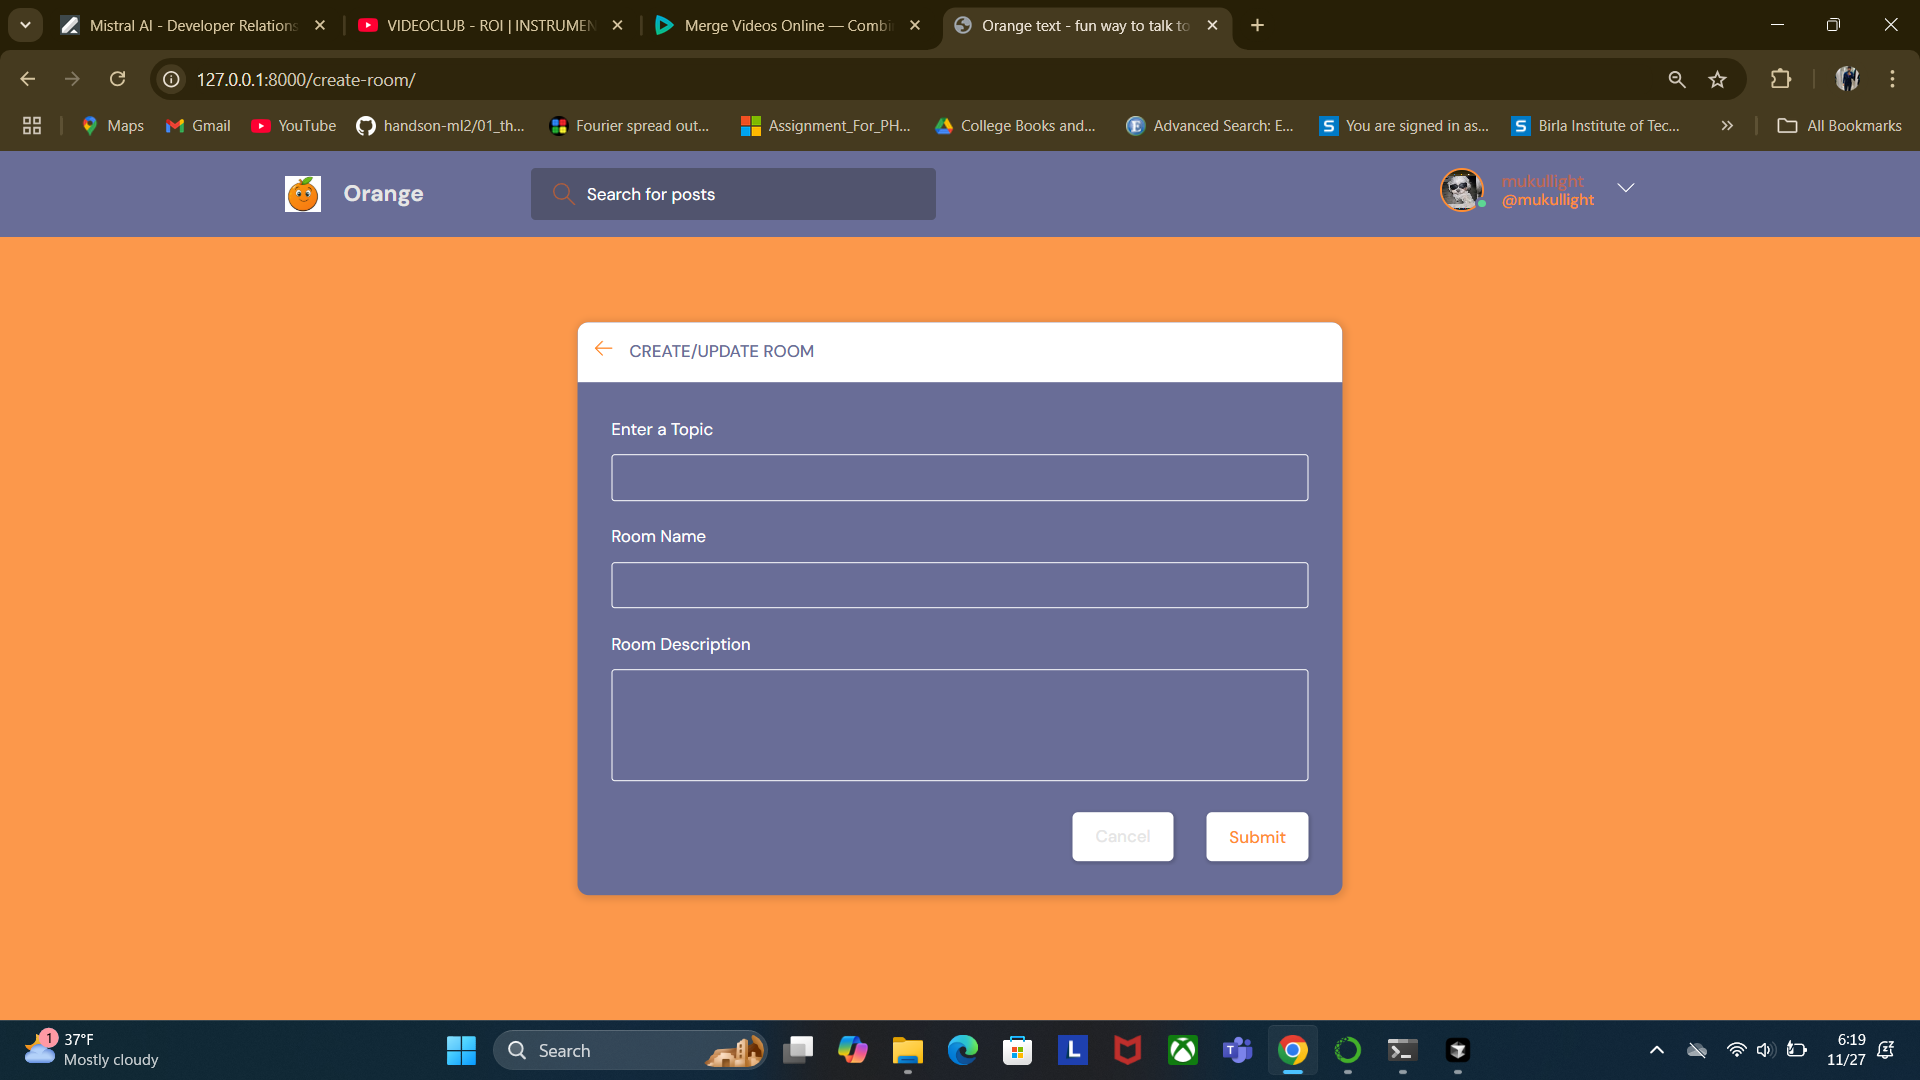 Mistral AI - Developer Relations
VIDEOCLUB - ROI | INSTRUMEN
Merge Videos Online — Combi
Orange text - fun way to talk to
127.0.0.1:8000/create-room/
Maps
Gmail
YouTube
handson-ml2/01_th...
Fourier spread out...
Assignment_For_PH...
College Books and...
Advanced Search: E...
You are signed in as...
Birla Institute of Tec...
All Bookmarks
Orange
Search for posts
mukullight
@mukullight
CREATE/UPDATE ROOM
Enter a Topic
Room Name
Room Description
Cancel
Submit
1
37°F
Mostly cloudy
Search
L
6:19
11/27